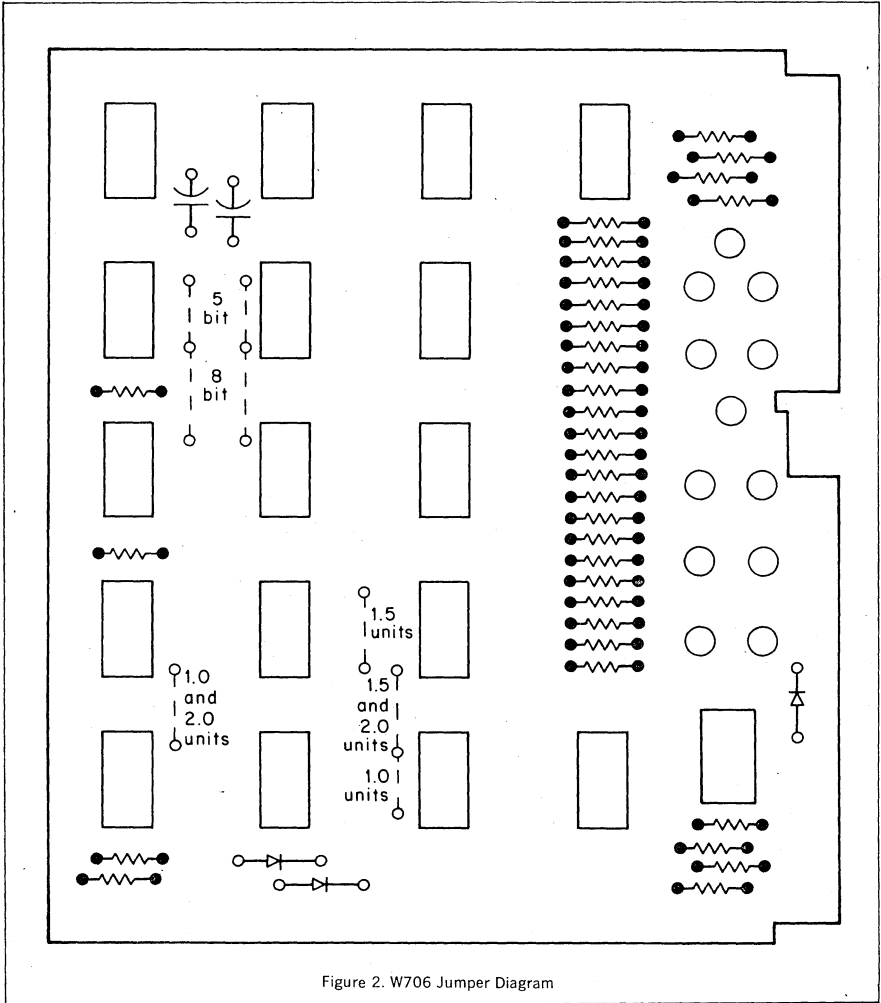 5
bit
8
bit
1.5
units
1.0
and
2.0
units
1.5
and
2.0
units
1.0
units
Figure 2. W706 Jumper Diagram